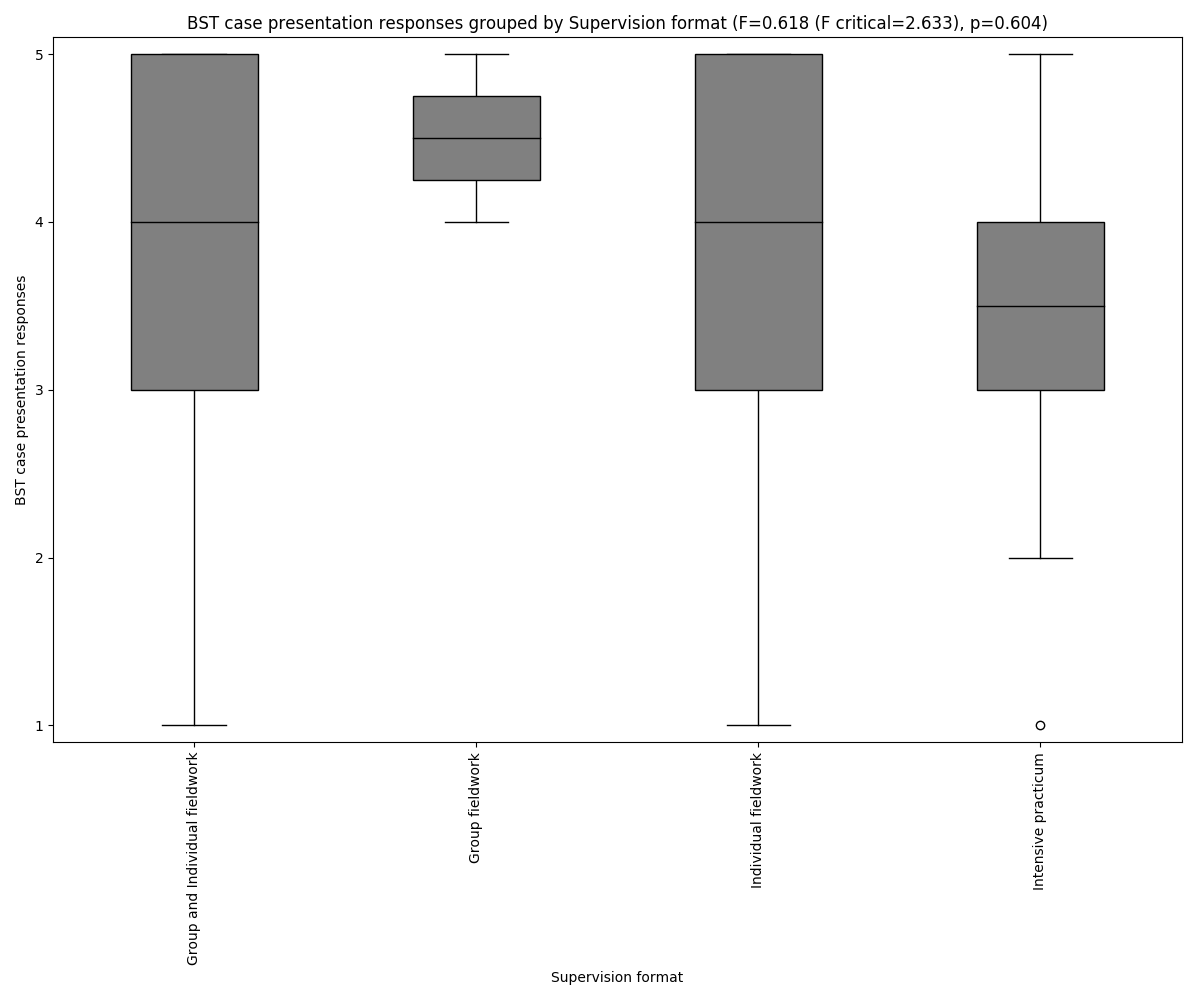 BST case presentation responses grouped by Supervision format (F=0.618 (F critical=2.633), p=0.604)
BST case presentation responses
5
4
3
2
1
Group and Individual fieldwork
Group fieldwork
Individual fieldwork
Intensive practicum
Supervision format